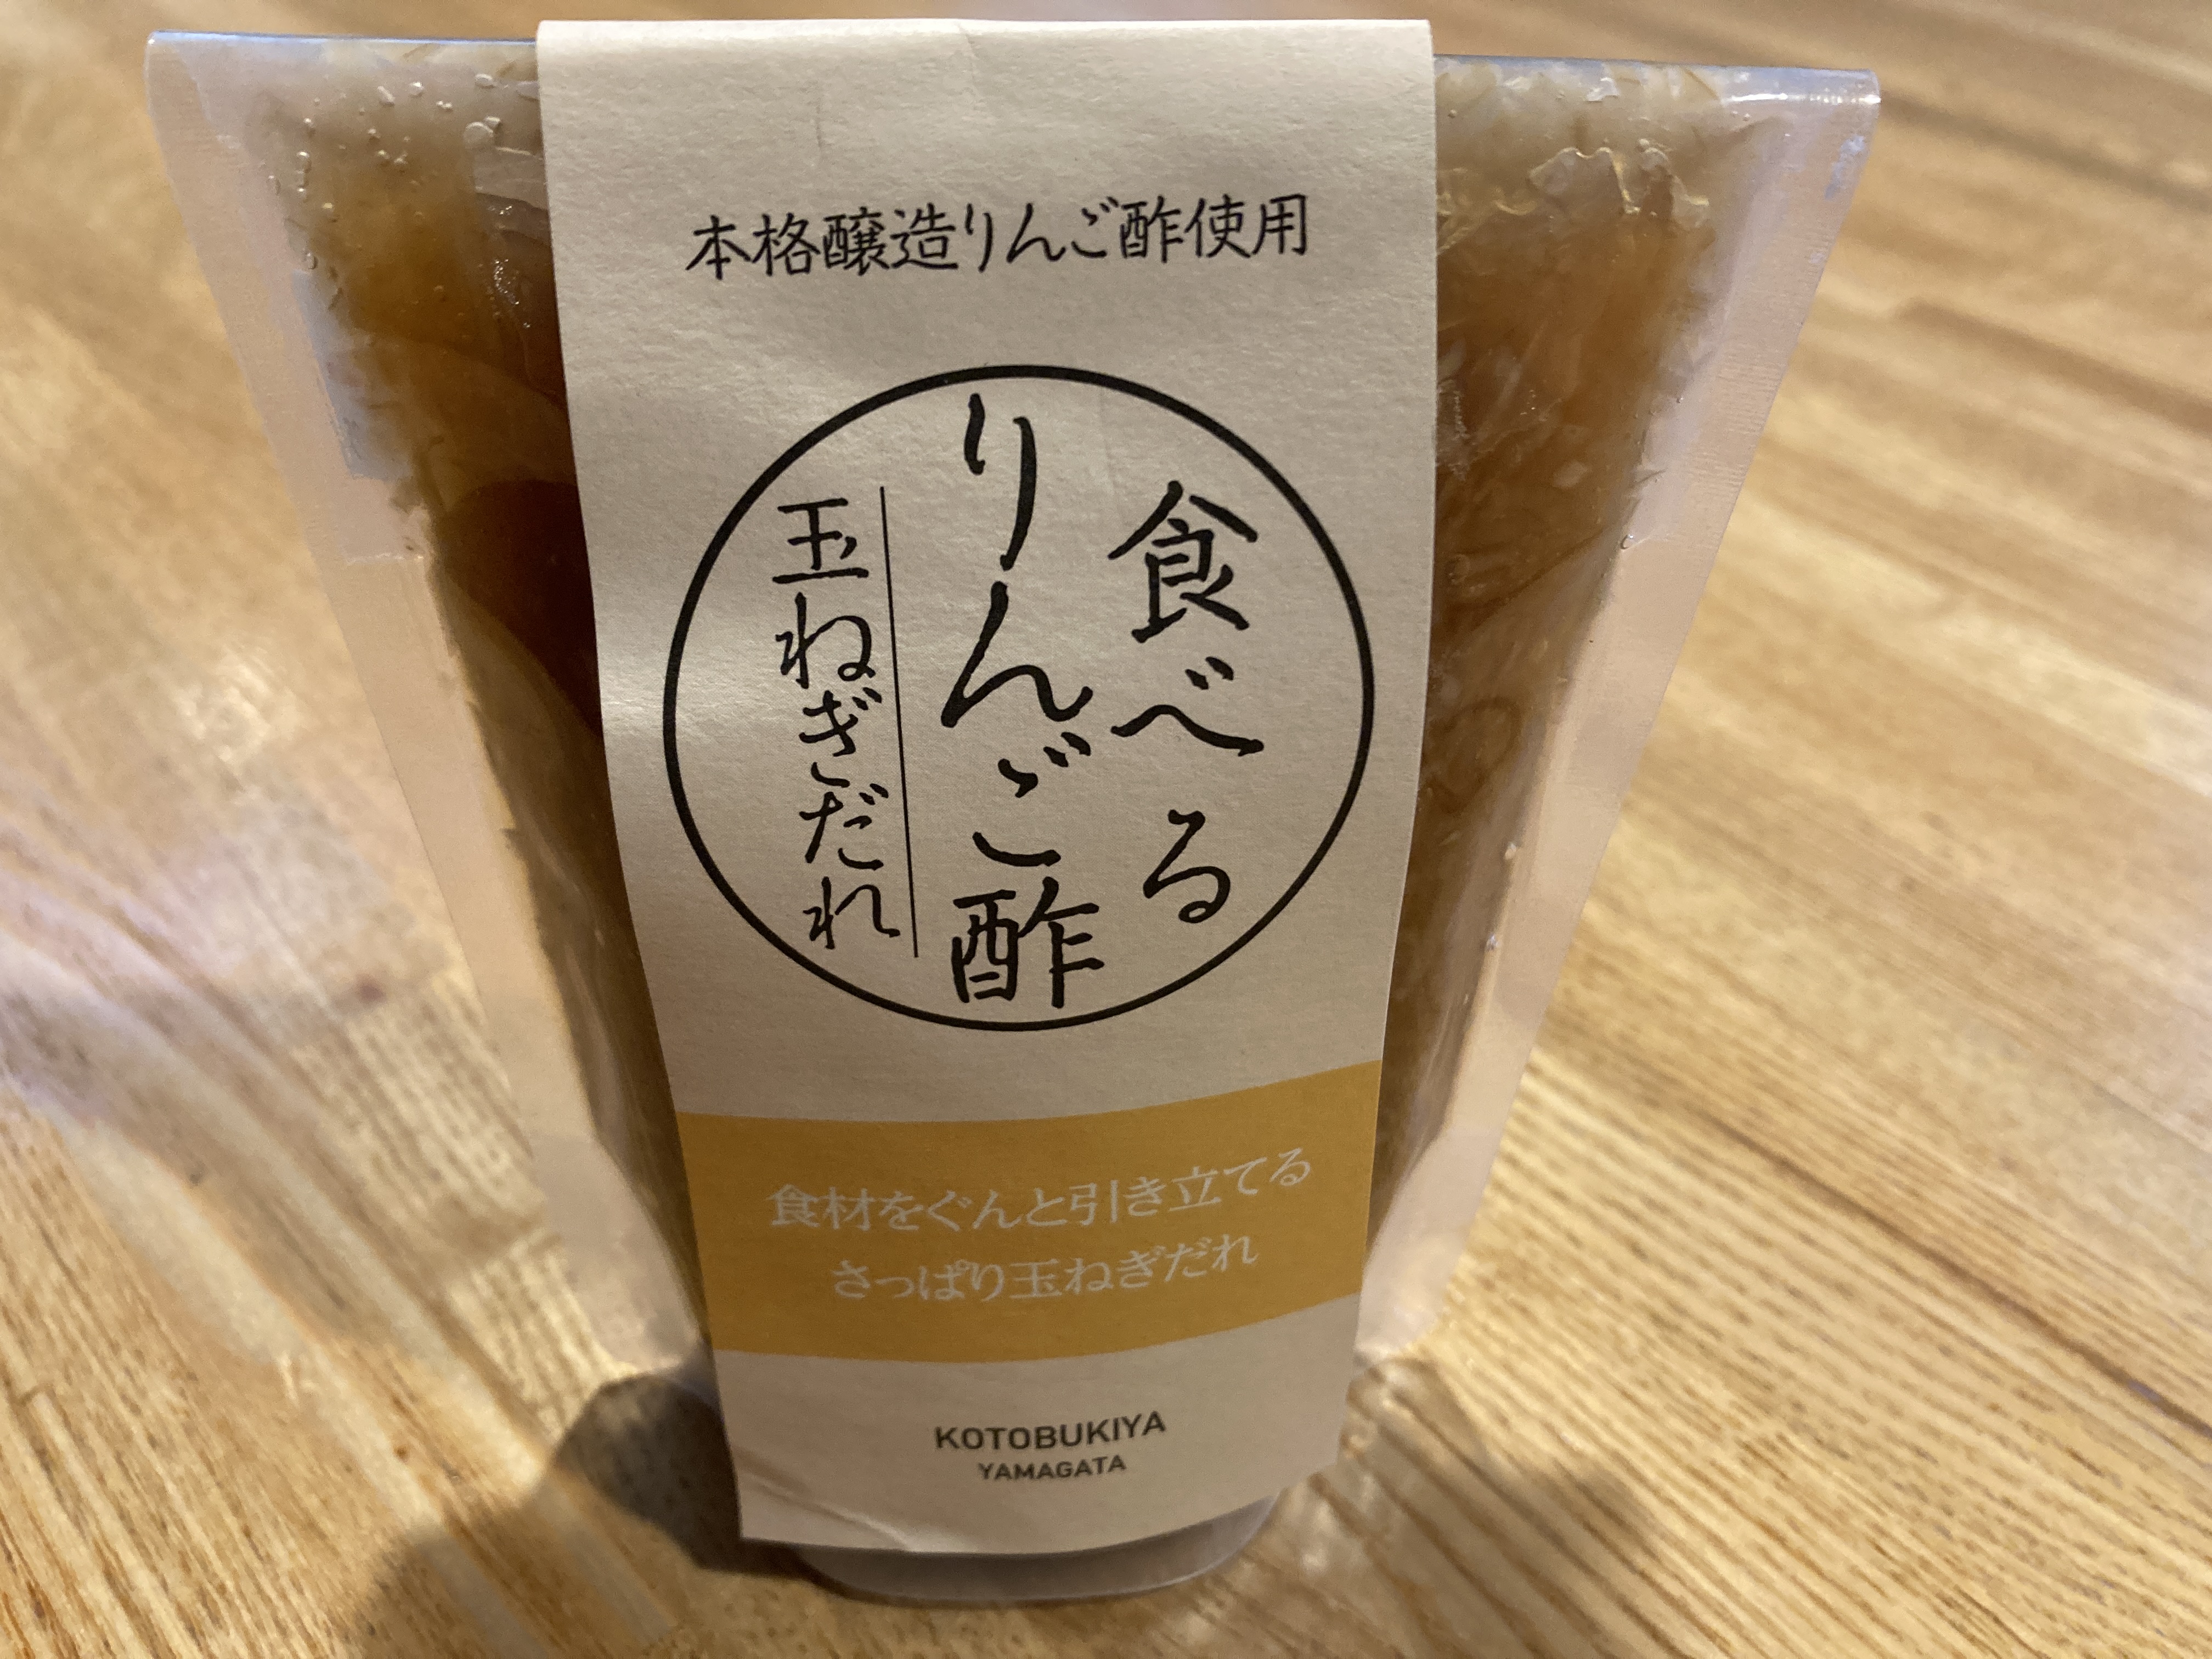 本格醸造りんご酢使用
食べる
りんご酢
玉ねぎだれ
食材をぐんと引き立てる
さっぱり玉ねぎだれ
KOTOBUKIYA
YAMAGATA